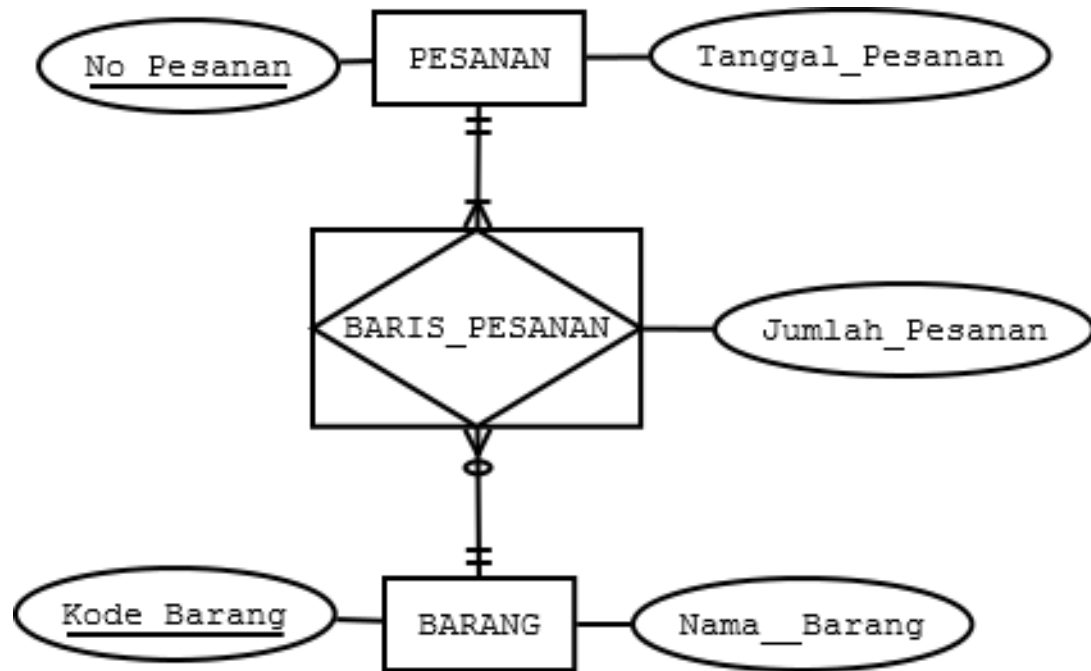 No Pesanan
PESANAN
Tanggal_Pesanan
BARIS_PESANAN
Jumlah_Pesanan
Kode Barang
BARANG
Nama__Barang